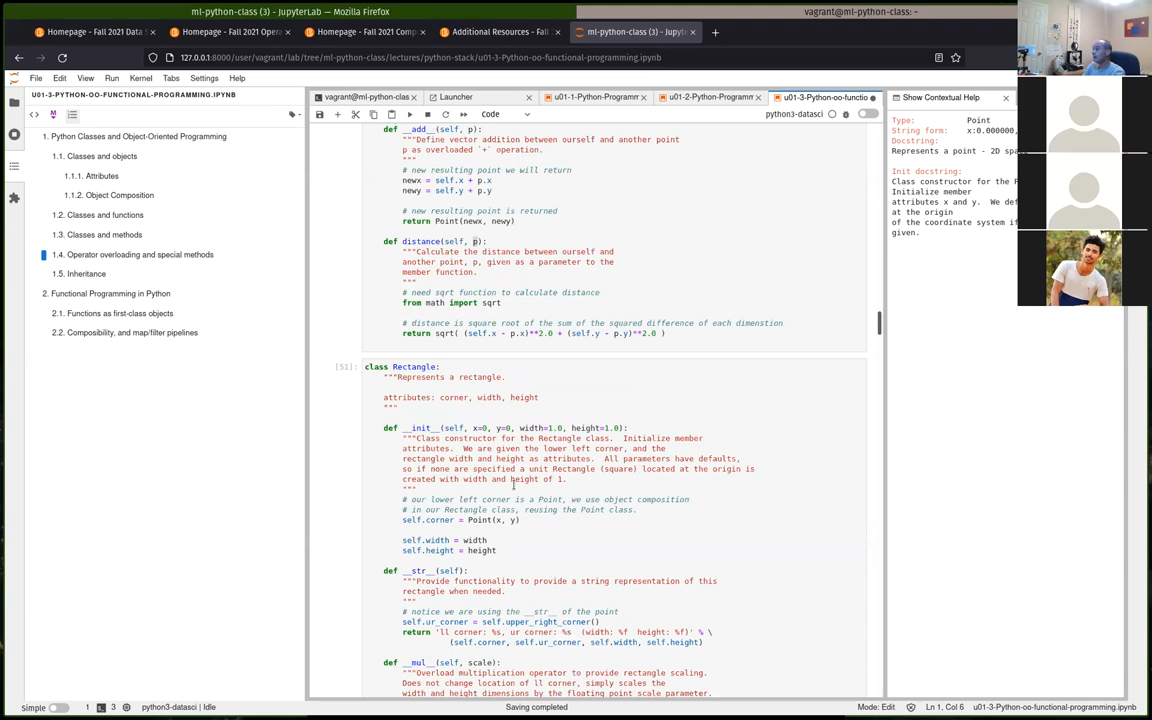 ml-python-class (3) - JupyterLab — Mozilla Firefox
vagrant@ml-python-class: ~
Homepage - Fall 2021 Data S
Homepage - Fall 2021 Opera
Homepage - Fall 2021 Comp
Additional Resources - Fall
ml-python-class (3) - Jupyte
127.0.0.1:8000/user/vagrant/lab/tree/ml-python-class/lectures/python-stack/u01-3-Python-oo-functional-programming.ipynb
File Edit View Run Kernel Tabs Settings Help
U01-3-PYTHON-OO-FUNCTIONAL-PROGRAMMING.IPYNB
1. Python Classes and Object-Oriented Programming
1.1. Classes and objects
1.1.1. Attributes
1.1.2. Object Composition
1.2. Classes and functions
1.3. Classes and methods
1.4. Operator overloading and special methods
1.5. Inheritance
2. Functional Programming in Python
2.1. Functions as first-class objects
2.2. Composibility, and map/filter pipelines
vagrant@ml-python-clas
Launcher
u01-1-Python-Programm
u01-2-Python-Programm
u01-3-Python-oo-functio
Code
python3-datasci
def __add__(self, p):
"""Define vector addition between ourself and another point
p as overloaded `+` operation.
"""
# new resulting point we will return
newx = self.x + p.x
newy = self.y + p.y
# new resulting point is returned
return Point(newx, newy)
def distance(self, p):
"""Calculate the distance between ourself and
another point, p, given as a parameter to the
member function.
"""
# need sqrt function to calculate distance
from math import sqrt
# distance is square root of the sum of the squared difference of each dimenstion
return sqrt( (self.x - p.x)**2.0 + (self.y - p.y)**2.0 )
[51]:
class Rectangle:
"""Represents a rectangle.
attributes: corner, width, height
"""
def __init__(self, x=0, y=0, width=1.0, height=1.0):
"""Class constructor for the Rectangle class.  Initialize member
attributes.  We are given the lower left corner, and the
rectangle width and height as attributes.  All parameters have defaults,
so if none are specified a unit Rectangle (square) located at the origin is
created with width and height of 1.
"""
# our lower left corner is a Point, we use object composition
# in our Rectangle class, reusing the Point class.
self.corner = Point(x, y)
self.width = width
self.height = height
def __str__(self):
"""Provide functionality to provide a string representation of this
rectangle when needed.
"""
# notice we are using the __str__ of the point
self.ur_corner = self.upper_right_corner()
return 'll corner: %s, ur corner: %s  (width: %f  height: %f)' % \
(self.corner, self.ur_corner, self.width, self.height)
def __mul__(self, scale):
"""Overload multiplication operator to provide rectangle scaling.
Does not change location of ll corner, simply scales the
width and height dimensions by the floating point scale parameter.
Show Contextual Help
Type: Point
String form: x:0.000000,
Docstring:
Represents a point - 2D spa
Init docstring:
Class constructor for the P
Initialize member
attributes x and y.  We def
at the origin
of the coordinate system if
given.
Simple
1
3
python3-datasci | Idle
Saving completed
Mode: Edit
Ln 1, Col 6
u01-3-Python-oo-functional-programming.ipynb